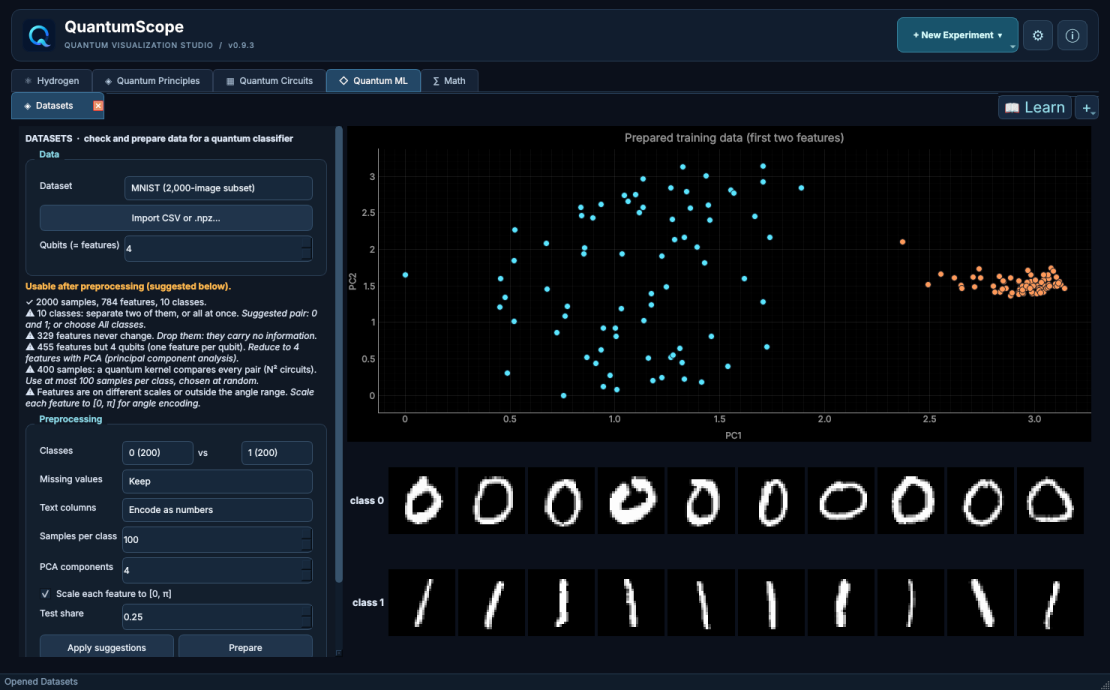 QuantumScope
QUANTUM VISUALIZATION STUDIO / v0.9.3
+ New Experiment
Hydrogen
Quantum Principles
Quantum Circuits
Quantum ML
Σ Math
Datasets
Learn
+
DATASETS · check and prepare data for a quantum classifier
Data
Dataset
MNIST (2,000-image subset)
Import CSV or .npz...
Qubits (= features)
4
Usable after preprocessing (suggested below).
✓ 2000 samples, 784 features, 10 classes.
⚠ 10 classes: separate two of them, or all at once. Suggested pair: 0
and 1; or choose All classes.
⚠ 329 features never change. Drop them: they carry no information.
⚠ 455 features but 4 qubits (one feature per qubit). Reduce to 4
features with PCA (principal component analysis).
⚠ 400 samples: a quantum kernel compares every pair (N² circuits).
Use at most 100 samples per class, chosen at random.
⚠ Features are on different scales or outside the angle range. Scale
each feature to [0, π] for angle encoding.
Preprocessing
Classes
0 (200)
vs
1 (200)
Missing values
Keep
Text columns
Encode as numbers
Samples per class
100
PCA components
4
✓ Scale each feature to [0, π]
Test share
0.25
Apply suggestions
Prepare
Prepared training data (first two features)
PC2
3
2.5
2
1.5
1
0.5
0
0
0.5
1.0
1.5
2.0
2.5
3.0
PC1
class 0
class 1
Opened Datasets